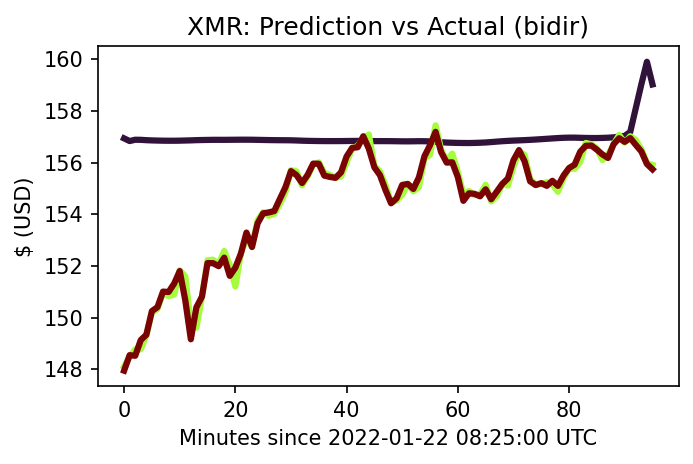 XMR: Prediction vs Actual (bidir)
160
158
156
154
152
150
148
$ (USD)
0 20 40 60 80
Minutes since 2022-01-22 08:25:00 UTC